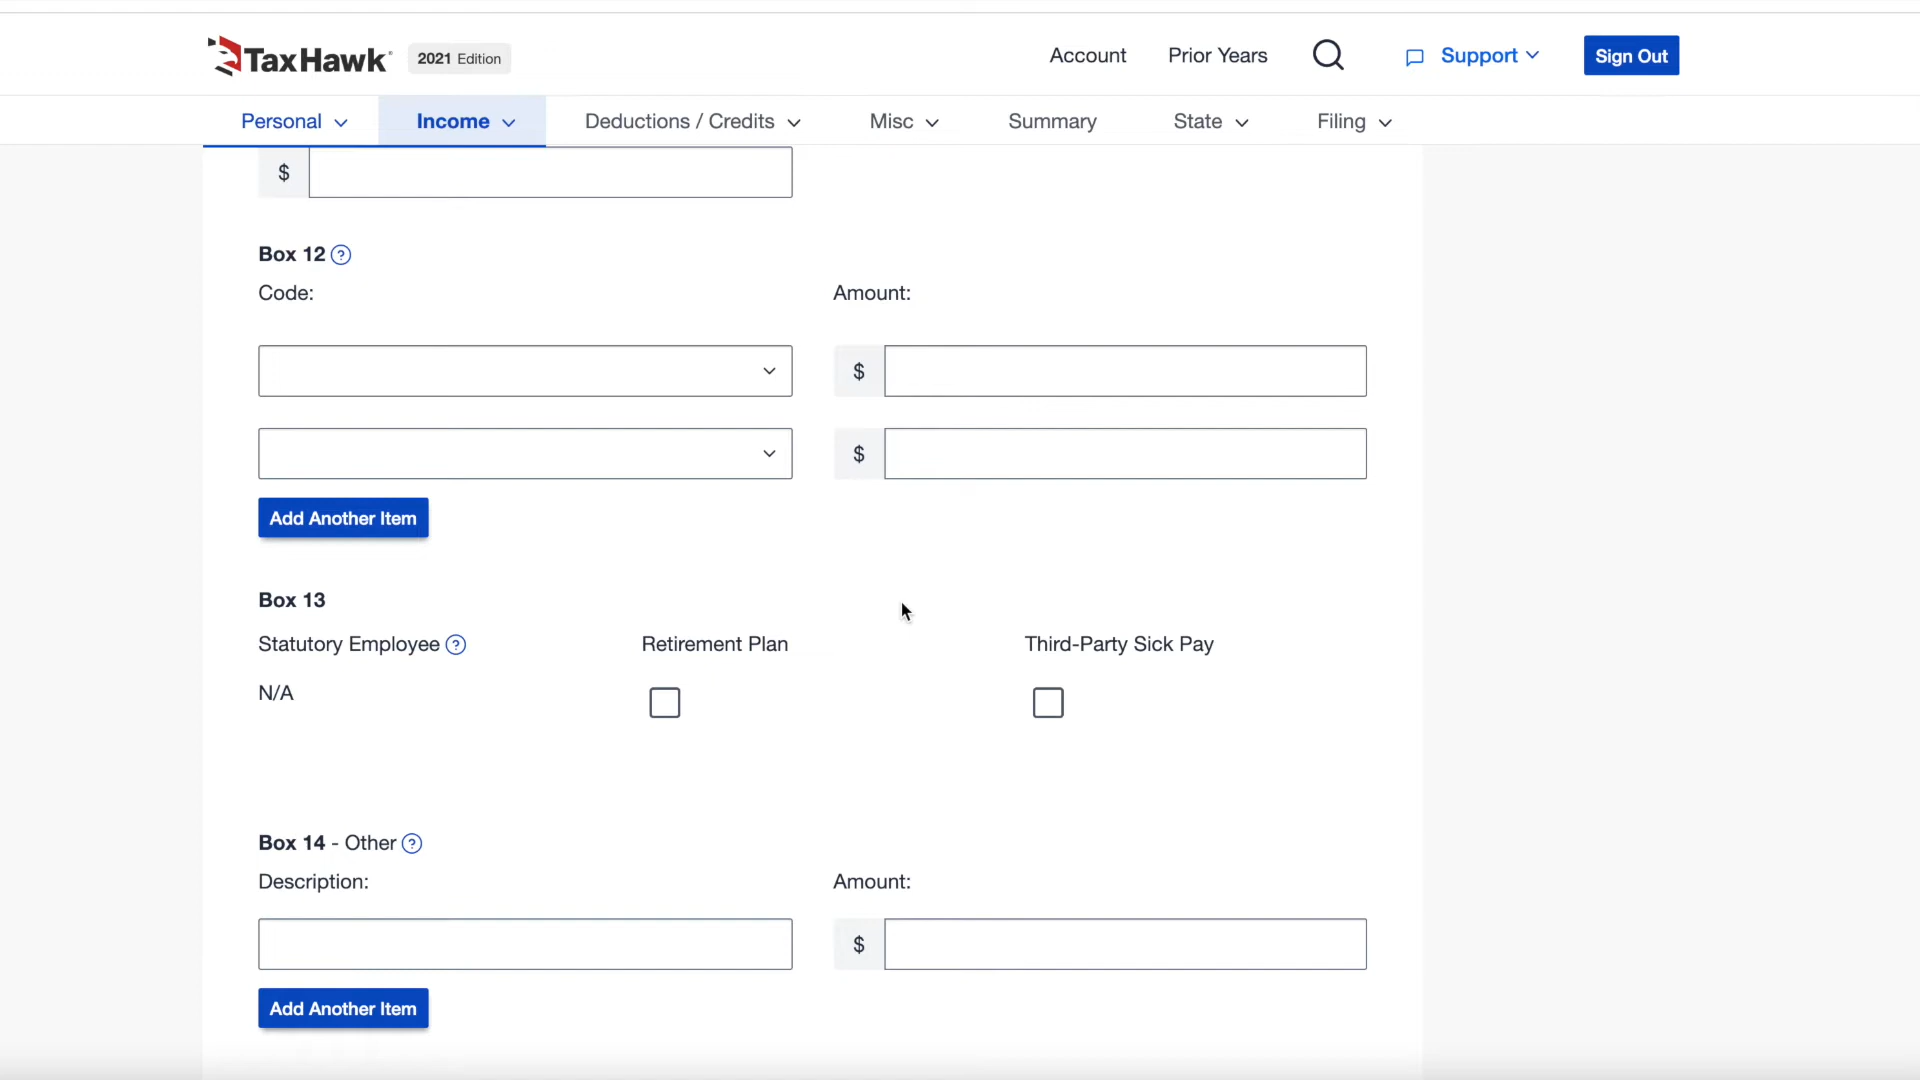 TaxHawk
2021 Edition
Account
Prior Years
Support
Sign Out
Personal
Income
Deductions / Credits
Misc
Summary
State
Filing
$
Box 12 ?
Code:
Amount:
$
$
Add Another Item
Box 13
Statutory Employee ?
Retirement Plan
Third-Party Sick Pay
N/A
Box 14 - Other ?
Description:
Amount:
$
Add Another Item